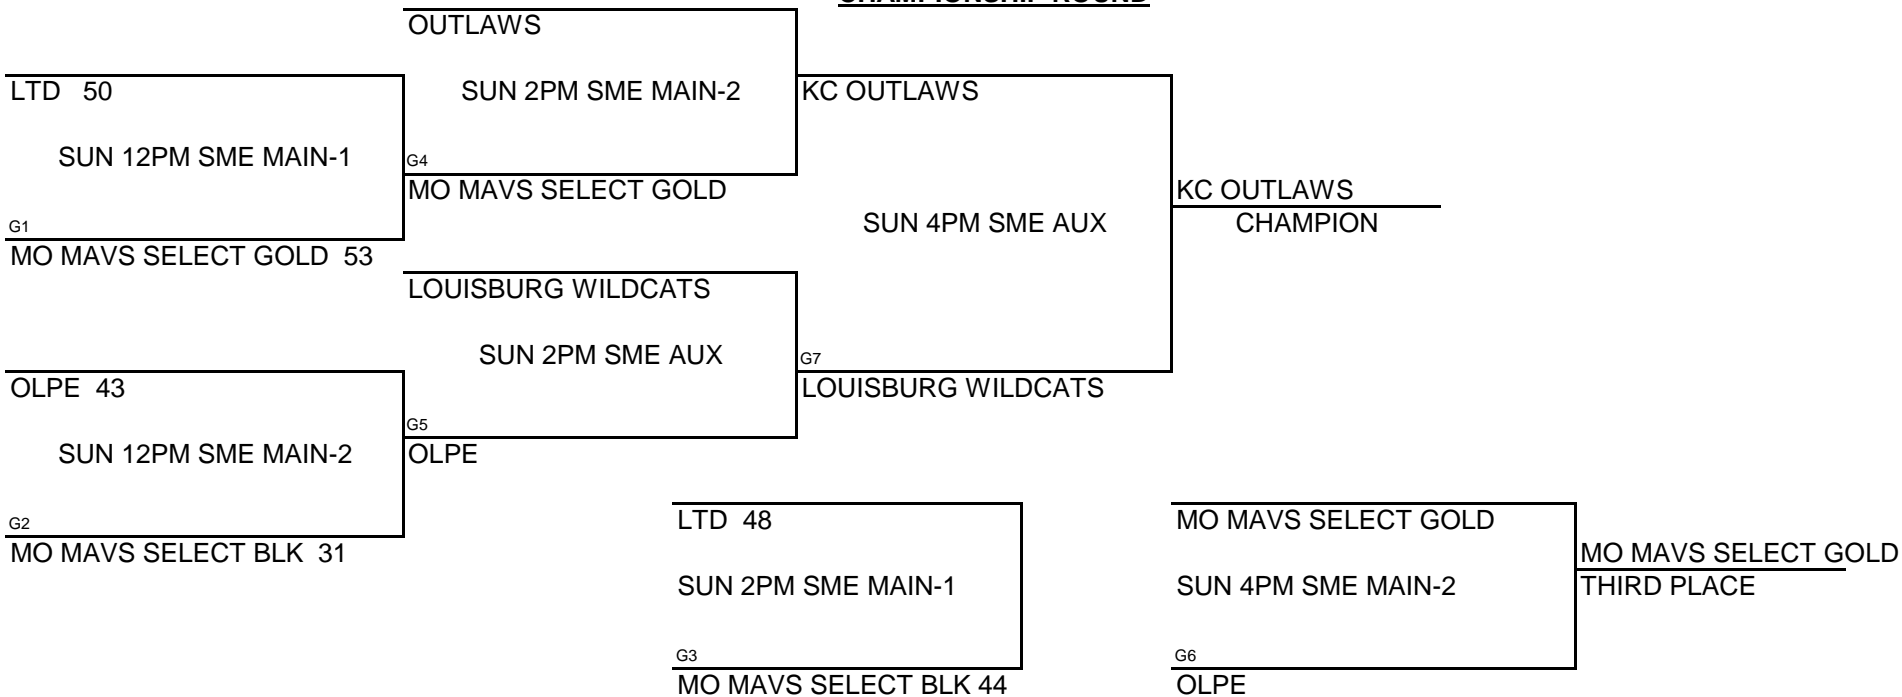 CHAMPIONSHIP ROUND
OUTLAWS
LTD 50
SUN 2PM SME MAIN-2
KC OUTLAWS
SUN 12PM SME MAIN-1
G4
MO MAVS SELECT GOLD
KC OUTLAWS
G1
SUN 4PM SME AUX
CHAMPION
MO MAVS SELECT GOLD 53
LOUISBURG WILDCATS
SUN 2PM SME AUX
G7
OLPE 43
LOUISBURG WILDCATS
G5
SUN 12PM SME MAIN-2
OLPE
G2
LTD 48
MO MAVS SELECT GOLD
MO MAVS SELECT BLK 31
MO MAVS SELECT GOLD
SUN 2PM SME MAIN-1
SUN 4PM SME MAIN-2
THIRD PLACE
G3
G6
MO MAVS SELECT BLK 44
OLPE